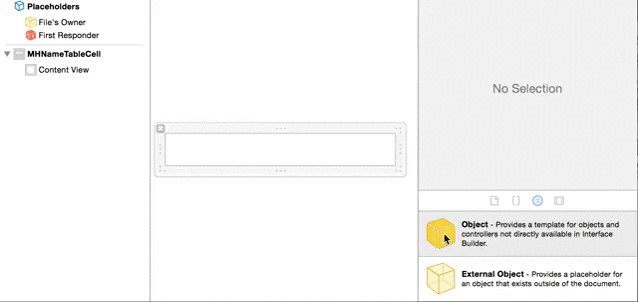 Placeholders
File's Owner
First Responder
MHNameTableCell
Content View
No Selection
Object - Provides a template for objects and
controllers not directly available in Interface
Builder.
External Object - Provides a placeholder for
an object that exists outside of the document.